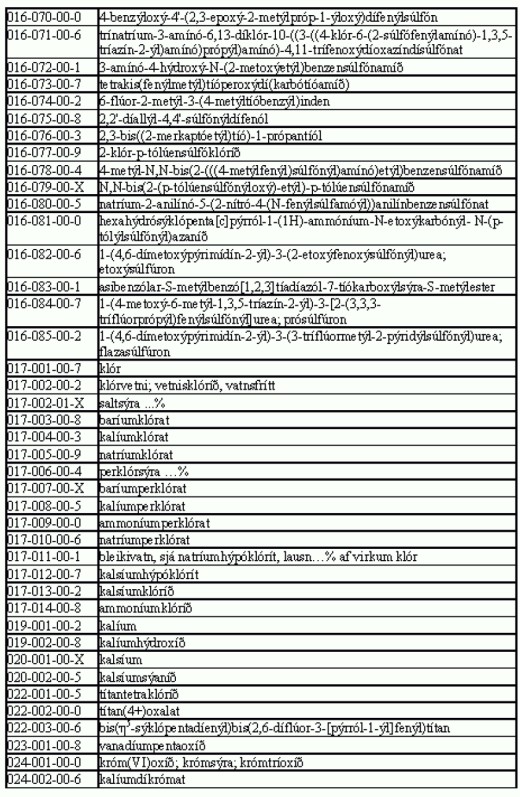 016-070-00-0 4-benzýloxý-4'-(2,3-epoxý-2-metýlpróp-1-ýloxý)dífenýlsúlfón
016-071-00-6 trínatríum-3-amínó-6,13-díklór-10-((3-((4-klór-6-(2-súlfófenýlamínó)-1,3,5-
tríazín-2-ýl)amínó)própýl)amínó)-4,11-trífenoxýdíoxazíndísúlfónat
016-072-00-1 3-amínó-4-hýdroxý-N-(2-metoxýetýl)benzensúlfónamíð
016-073-00-7 tetrakis(fenýlmetýl)tíóperoxýdí(karbótíóamíð)
016-074-00-2 6-flúor-2-metýl-3-(4-metýltíóbenzýl)inden
016-075-00-8 2,2'-díallýl-4,4'-súlfónýldífenól
016-076-00-3 2,3-bis((2-merkaptóetýl)tíó)-1-própantíól
016-077-00-9 2-klór-p-tólúensúlfóklóríð
016-078-00-4 4-metýl-N,N-bis(2-(((4-metýlfenýl)súlfónýl)amínó)etýl)benzensúlfónamíð
016-079-00-X N,N-bis(2-(p-tólúensúlfónýloxý)-etýl)-p-tólúensúlfónamíð
016-080-00-5 natríum-2-anilínó-5-(2-nítró-4-(N-fenýlsúlfamóýl))anilínbenzensúlfónat
016-081-00-0 hexahýdrósýklópenta[c]pýrról-1-(1H)-ammóníum-N-etoxýkarbónýl- N-(p-
tólýlsúlfónýl)azaníð
016-082-00-6 1-(4,6-dímetoxýpýrimídín-2-ýl)-3-(2-etoxýfenoxýsúlfónýl)urea;
etoxýsúlfúron
016-083-00-1 asibenzólar-S-metýlbenzó[1,2,3]tíadíazól-7-tíókarboxýlsýra-S-metýlester
016-084-00-7 1-(4-metoxý-6-metýl-1,3,5-tríazín-2-ýl)-3-[2-(3,3,3-
tríflúorprópýl)fenýlsúlfónýl]urea; prósúlfúron
016-085-00-2 1-(4,6-dímetoxýpýrimídín-2-ýl)-3-(3-tríflúormetýl-2-pýridýlsúlfónýl)urea;
flazasúlfúron
017-001-00-7 klór
017-002-00-2 klórvetni; vetnisklóríð, vatnsfrítt
017-002-01-X saltsýra ...%
017-003-00-8 baríumklórat
017-004-00-3 kalíumklórat
017-005-00-9 natríumklórat
017-006-00-4 perklórsýra …%
017-007-00-X baríumperklórat
017-008-00-5 kalíumperklórat
017-009-00-0 ammoníumperklórat
017-010-00-6 natríumperklórat
017-011-00-1 bleikivatn, sjá natríumhýpóklórít, lausn…% af virkum klór
017-012-00-7 kalsíumhýpóklórít
017-013-00-2 kalsíumklóríð
017-014-00-8 ammoníumklóríð
019-001-00-2 kalíum
019-002-00-8 kalíumhýdroxíð
020-001-00-X kalsíum
020-002-00-5 kalsíumsýaníð
022-001-00-5 títantetraklóríð
022-002-00-0 títan(4+)oxalat
022-003-00-6 bis(η⁵-sýklópentadíenýl)bis(2,6-díflúor-3-[pýrról-1-ýl]fenýl)títan
023-001-00-8 vanadíumpentaoxíð
024-001-00-0 króm(VI)oxíð; krómsýra; krómtríoxíð
024-002-00-6 kalíumdíkrómat